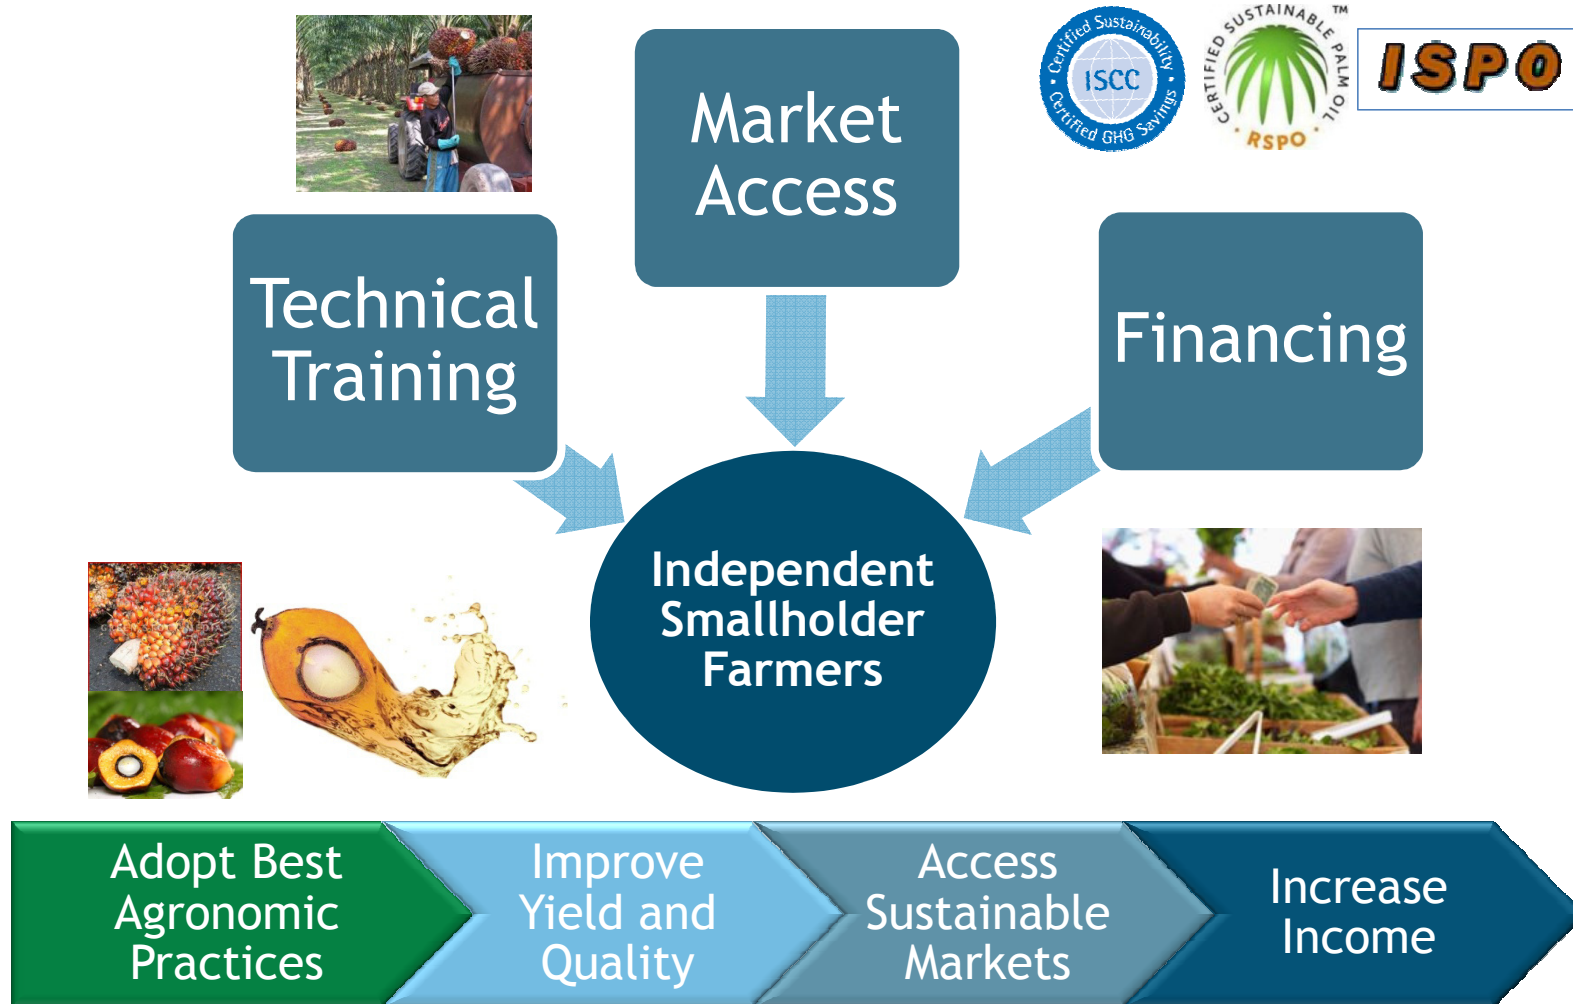 Market
Access
Certified Sustainability
ISCC
Certified GHG Savings
CERTIFIED SUSTAINABLE PALM OIL
TM
RSPO
ISPO
Technical
Training
Financing
Independent
Smallholder
Farmers
Adopt Best
Agronomic
Practices
Improve
Yield and
Quality
Access
Sustainable
Markets
Increase
Income